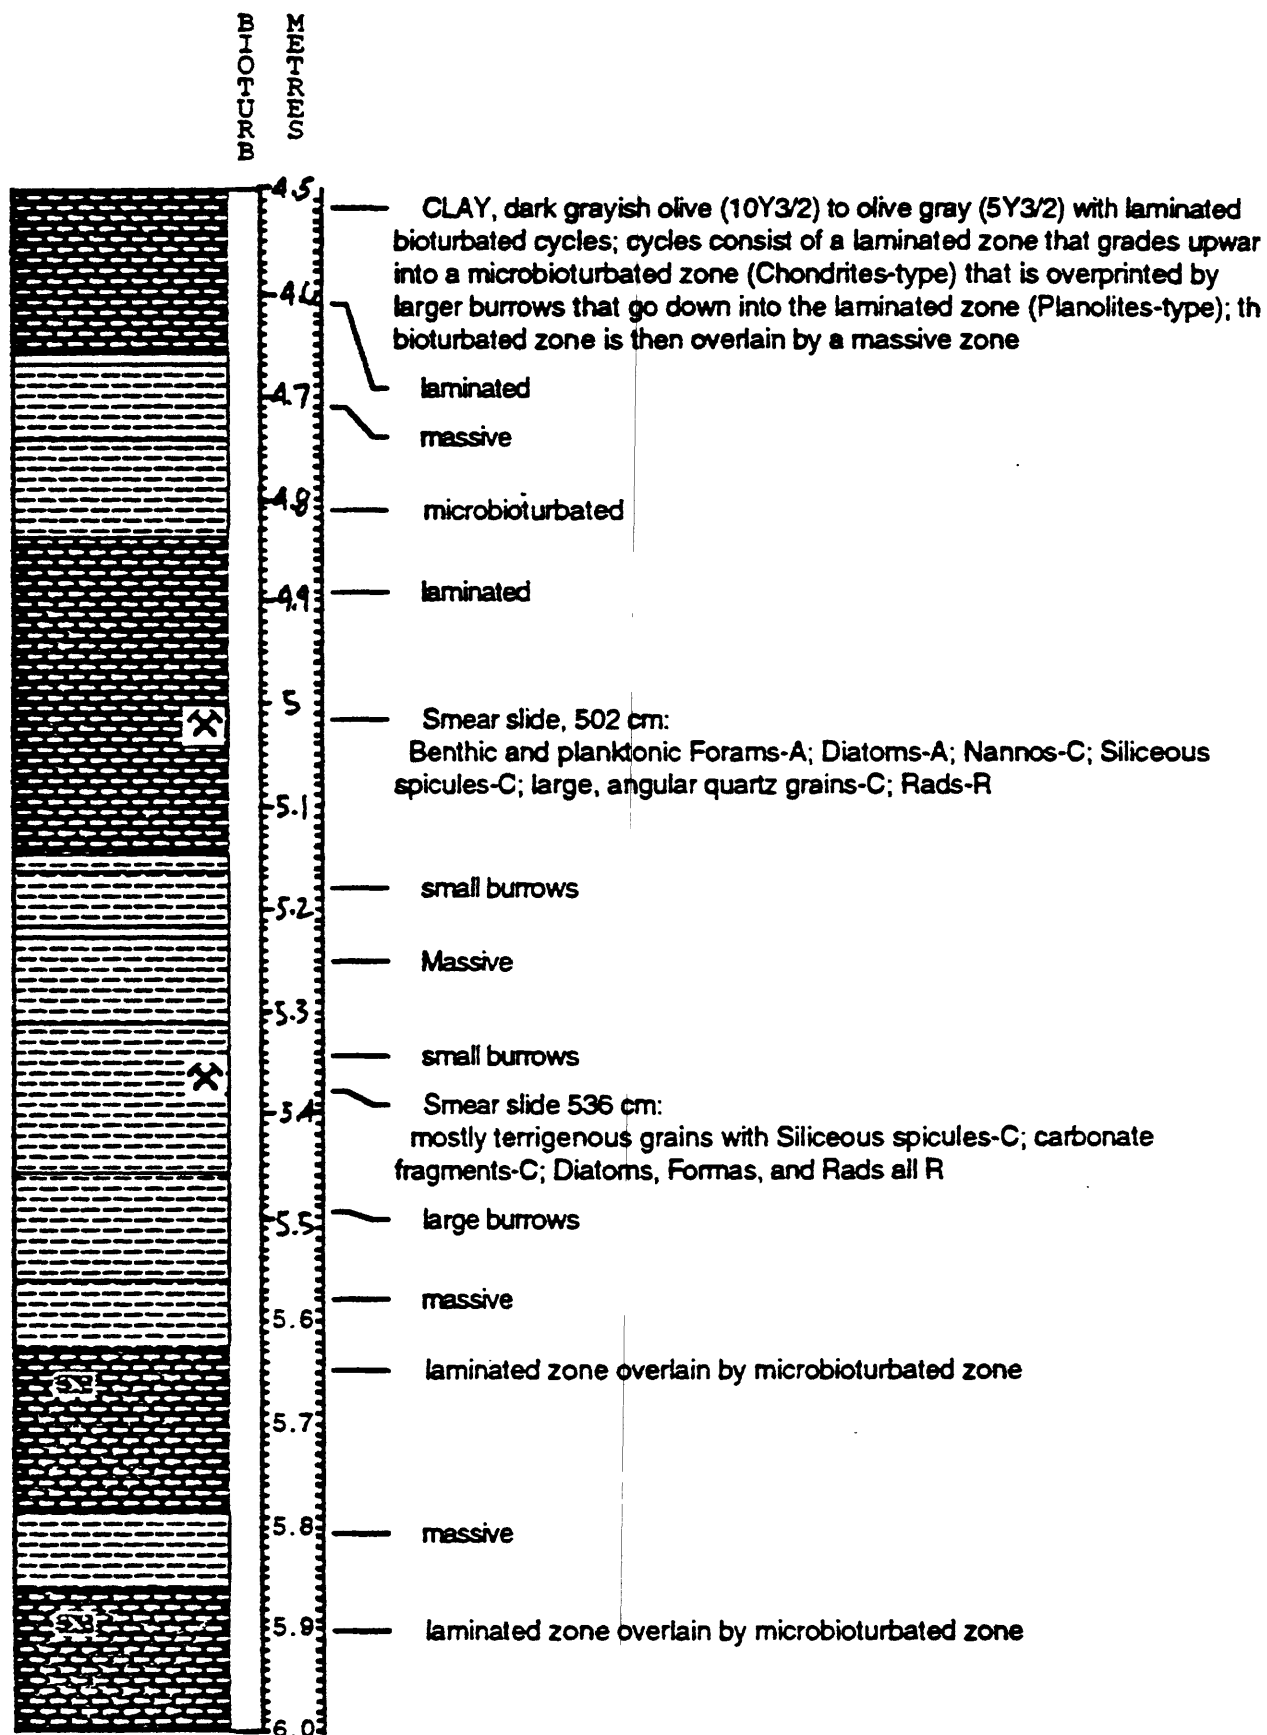 BIOTURB
METRES
4.5
CLAY, dark grayish olive (10Y3/2) to olive gray (5Y3/2) with laminated
bioturbated cycles; cycles consist of a laminated zone that grades upwar
into a microbioturbated zone (Chondrites-type) that is overprinted by
4.6
larger burrows that go down into the laminated zone (Planolites-type); th
bioturbated zone is then overlain by a massive zone
laminated
4.7
massive
4.8
microbioturbated
4.9
laminated
5
Smear slide, 502 cm:
Benthic and planktonic Forams-A; Diatoms-A; Nannos-C; Siliceous
spicules-C; large, angular quartz grains-C; Rads-R
5.1
small burrows
5.2
Massive
5.3
small burrows
5.4
Smear slide 536 cm:
mostly terrigenous grains with Siliceous spicules-C; carbonate
fragments-C; Diatoms, Formas, and Rads all R
5.5
large burrows
massive
5.6
laminated zone overlain by microbioturbated zone
5.7
5.8
massive
5.9
laminated zone overlain by microbioturbated zone
6.0